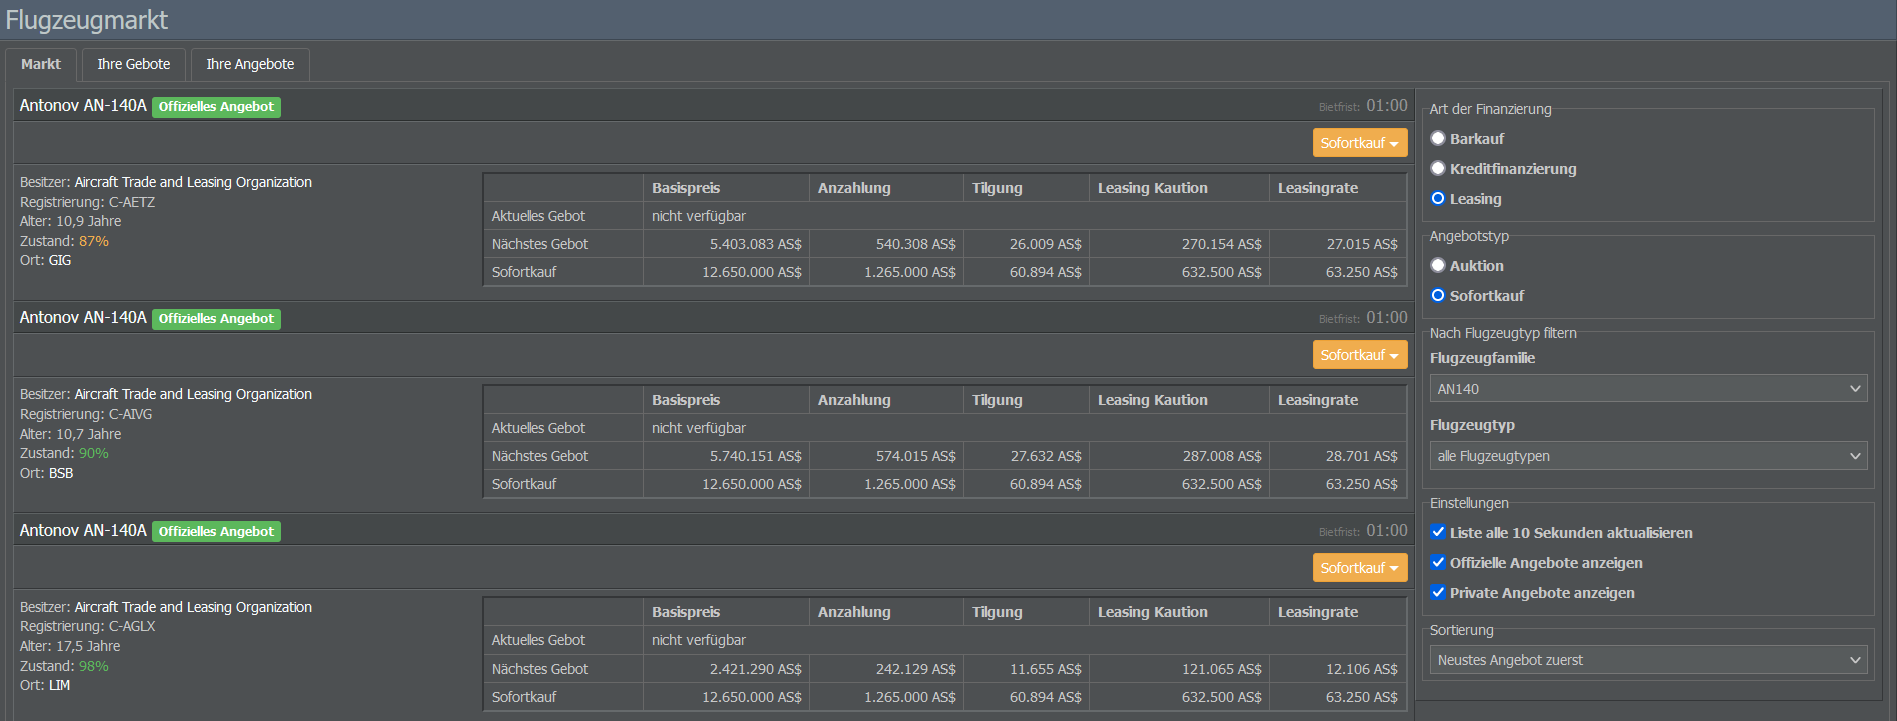 Flugzeugmarkt
Markt Ihre Gebote Ihre Angebote
Antonov AN-140A Offizielles Angebot Bietfrist: 01:00
Sofortkauf
Besitzer: Aircraft Trade and Leasing Organization
Registrierung: C-AETZ
Alter: 10,9 Jahre
Zustand: 87%
Ort: GIG
Basispreis Anzahlung Tilgung Leasing Kaution Leasingrate
Aktuelles Gebot nicht verfügbar
Nächstes Gebot 5.403.083 AS$ 540.308 AS$ 26.009 AS$ 270.154 AS$ 27.015 AS$
Sofortkauf 12.650.000 AS$ 1.265.000 AS$ 60.894 AS$ 632.500 AS$ 63.250 AS$
Antonov AN-140A Offizielles Angebot Bietfrist: 01:00
Sofortkauf
Besitzer: Aircraft Trade and Leasing Organization
Registrierung: C-AIVG
Alter: 10,7 Jahre
Zustand: 90%
Ort: BSB
Basispreis Anzahlung Tilgung Leasing Kaution Leasingrate
Aktuelles Gebot nicht verfügbar
Nächstes Gebot 5.740.151 AS$ 574.015 AS$ 27.632 AS$ 287.008 AS$ 28.701 AS$
Sofortkauf 12.650.000 AS$ 1.265.000 AS$ 60.894 AS$ 632.500 AS$ 63.250 AS$
Antonov AN-140A Offizielles Angebot Bietfrist: 01:00
Sofortkauf
Besitzer: Aircraft Trade and Leasing Organization
Registrierung: C-AGLX
Alter: 17,5 Jahre
Zustand: 98%
Ort: LIM
Basispreis Anzahlung Tilgung Leasing Kaution Leasingrate
Aktuelles Gebot nicht verfügbar
Nächstes Gebot 2.421.290 AS$ 242.129 AS$ 11.655 AS$ 121.065 AS$ 12.106 AS$
Sofortkauf 12.650.000 AS$ 1.265.000 AS$ 60.894 AS$ 632.500 AS$ 63.250 AS$
Art der Finanzierung
Barkauf
Kreditfinanzierung
Leasing
Angebotstyp
Auktion
Sofortkauf
Nach Flugzeugtyp filtern
Flugzeugfamilie
AN140
Flugzeugtyp
alle Flugzeugtypen
Einstellungen
Liste alle 10 Sekunden aktualisieren
Offizielle Angebote anzeigen
Private Angebote anzeigen
Sortierung
Neustes Angebot zuerst